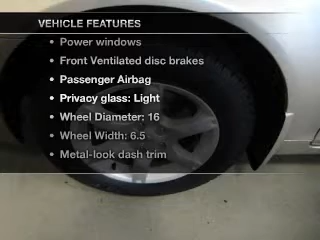 VEHICLE FEATURES
• Power windows
• Front Ventilated disc brakes
• Passenger Airbag
• Privacy glass: Light
• Wheel Diameter: 16
• Wheel Width: 6.5
• Metal-look dash trim